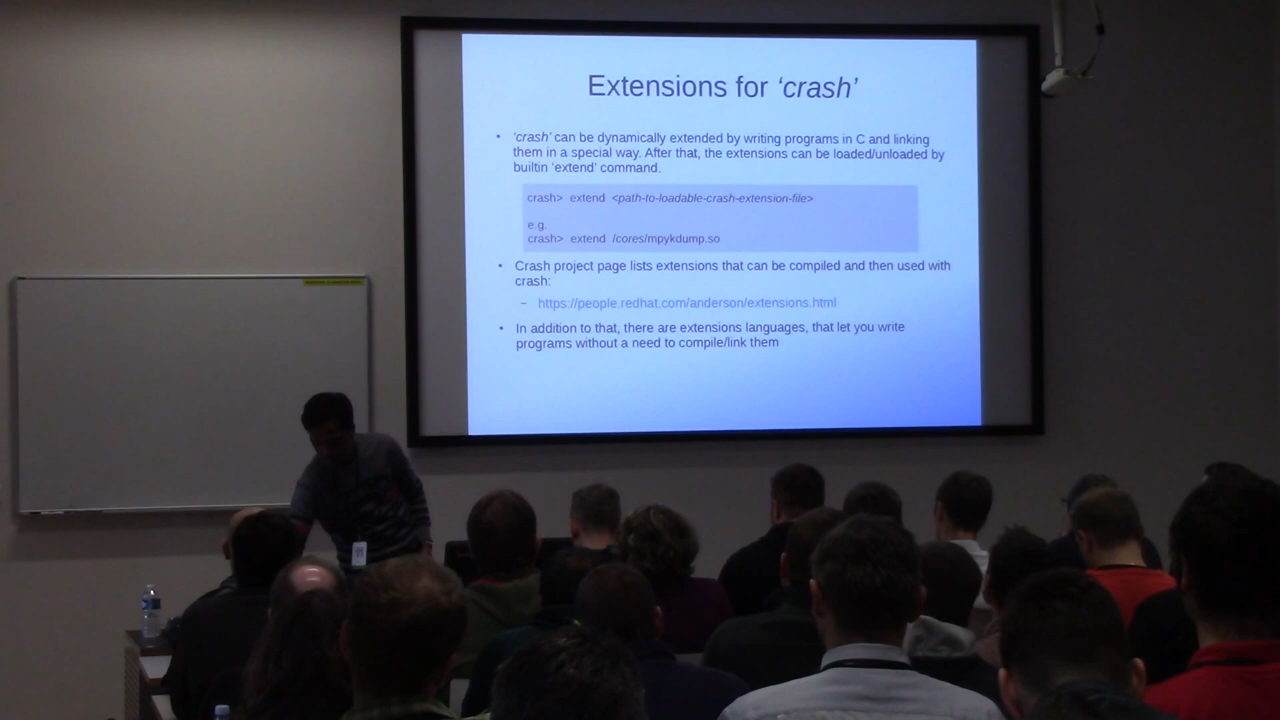 Extensions for ‘crash’
• ‘crash’ can be dynamically extended by writing programs in C and linking
them in a special way. After that, the extensions can be loaded/unloaded by
builtin ‘extend’ command.
crash> extend <path-to-loadable-crash-extension-file>
e.g.
crash> extend /cores/mpykdump.so
• Crash project page lists extensions that can be compiled and then used with
crash:
– https://people.redhat.com/anderson/extensions.html
• In addition to that, there are extensions languages, that let you write
programs without a need to compile/link them